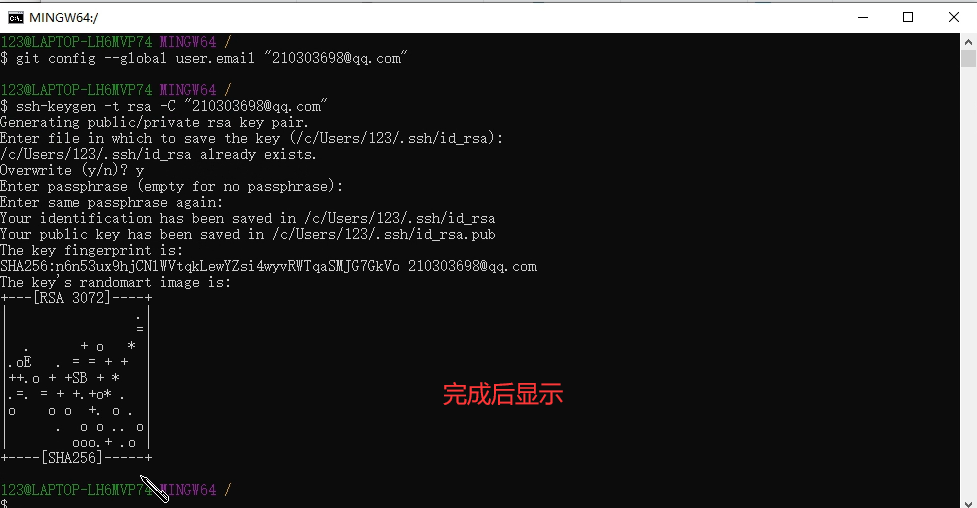 MINGW64:/
123@LAPTOP-LH6MVP74 MINGW64 /
$ git config --global user.email "210303698@qq.com"
123@LAPTOP-LH6MVP74 MINGW64 /
$ ssh-keygen -t rsa -C "210303698@qq.com"
Generating public/private rsa key pair.
Enter file in which to save the key (/c/Users/123/.ssh/id_rsa):
/c/Users/123/.ssh/id_rsa already exists.
Overwrite (y/n)? y
Enter passphrase (empty for no passphrase):
Enter same passphrase again:
Your identification has been saved in /c/Users/123/.ssh/id_rsa
Your public key has been saved in /c/Users/123/.ssh/id_rsa.pub
The key fingerprint is:
SHA256:n6n53ux9hjCN1WVtqkLewYZsi4wyvRWTqaSMJG7GkVo 210303698@qq.com
The key's randomart image is:
+---[RSA 3072]----+
|                .|
|                =|
|  .      + o   * |
|.oE   . = = + +  |
|++.o + +SB + *   |
|.=. = + +.+o* .  |
|o    o o  +. o . |
|      .  o o .. o|
|        ooo.+ .o |
+----[SHA256]-----+
完成后显示
123@LAPTOP-LH6MVP74 MINGW64 /
$